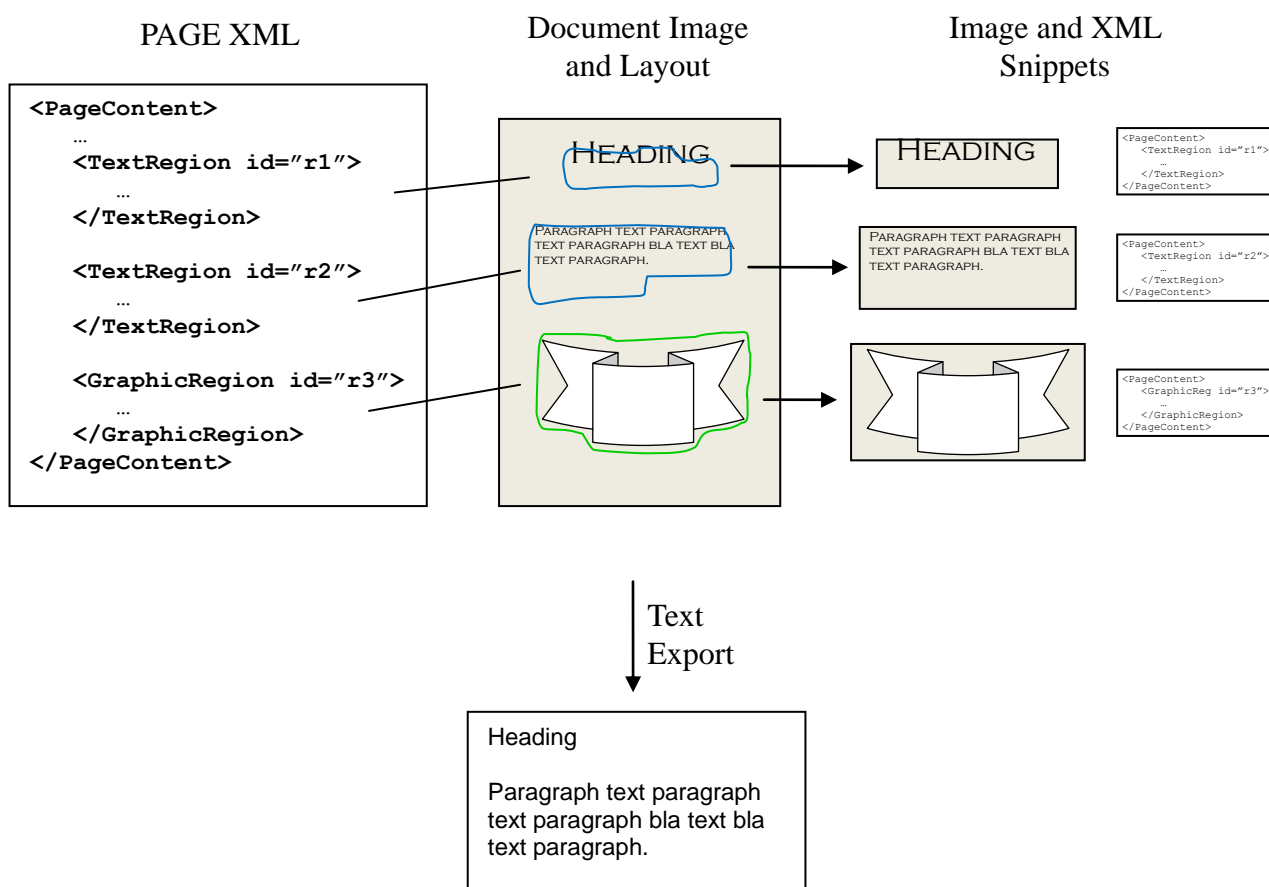 PAGE XML
<PageContent>
…
<TextRegion id="r1">
…
</TextRegion>
<TextRegion id="r2">
…
</TextRegion>
<GraphicRegion id="r3">
…
</GraphicRegion>
</PageContent>
Document Image
and Layout
HEADING
PARAGRAPH TEXT PARAGRAPH
TEXT PARAGRAPH BLA TEXT BLA
TEXT PARAGRAPH.
Image and XML
Snippets
HEADING
<PageContent>
<TextRegion id="r1">
…
</TextRegion>
</PageContent>
PARAGRAPH TEXT PARAGRAPH
TEXT PARAGRAPH BLA TEXT BLA
TEXT PARAGRAPH.
<PageContent>
<TextRegion id="r2">
…
</TextRegion>
</PageContent>
<PageContent>
<GraphicReg id="r3">
…
</GraphicRegion>
</PageContent>
Text
Export
Heading
Paragraph text paragraph
text paragraph bla text bla
text paragraph.